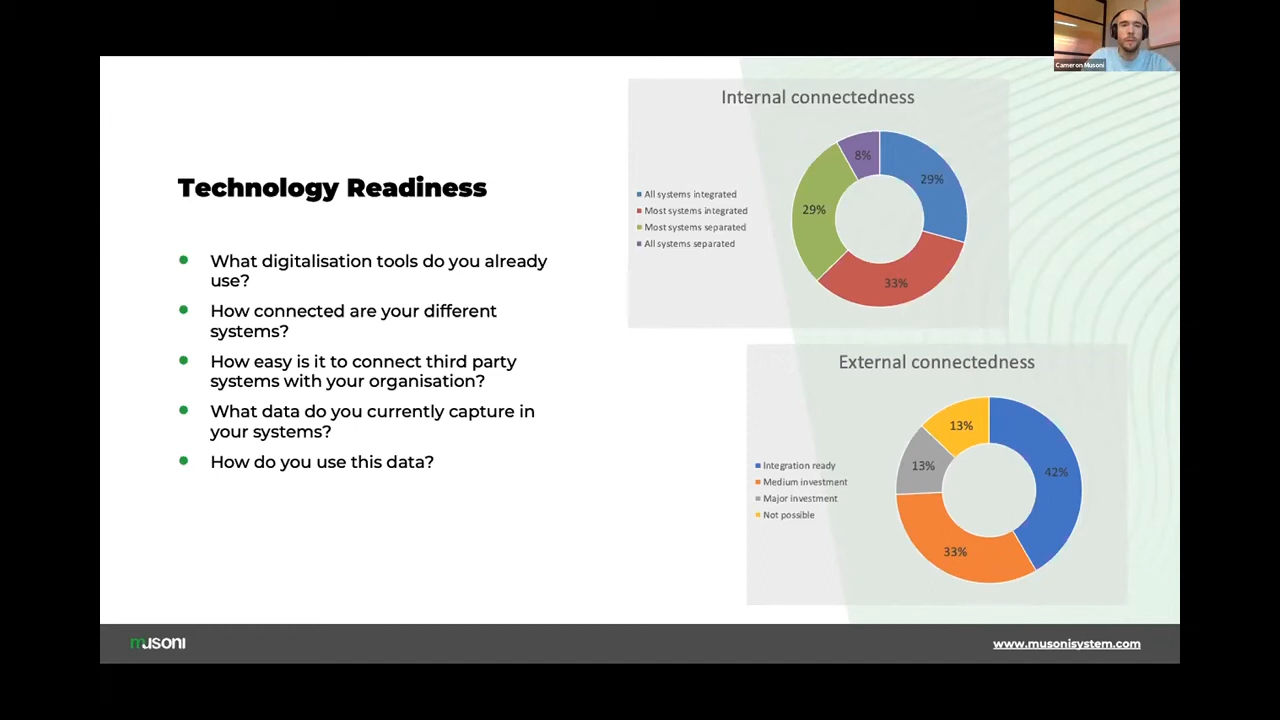 Cameron Musoni
Technology Readiness
What digitalisation tools do you already
use?
How connected are your different
systems?
How easy is it to connect third party
systems with your organisation?
What data do you currently capture in
your systems?
How do you use this data?
Internal connectedness
All systems integrated
Most systems integrated
Most systems separated
All systems separated
8%
29%
29%
33%
External connectedness
Integration ready
Medium investment
Major investment
Not possible
13%
42%
13%
33%
musoni
www.musonisystem.com